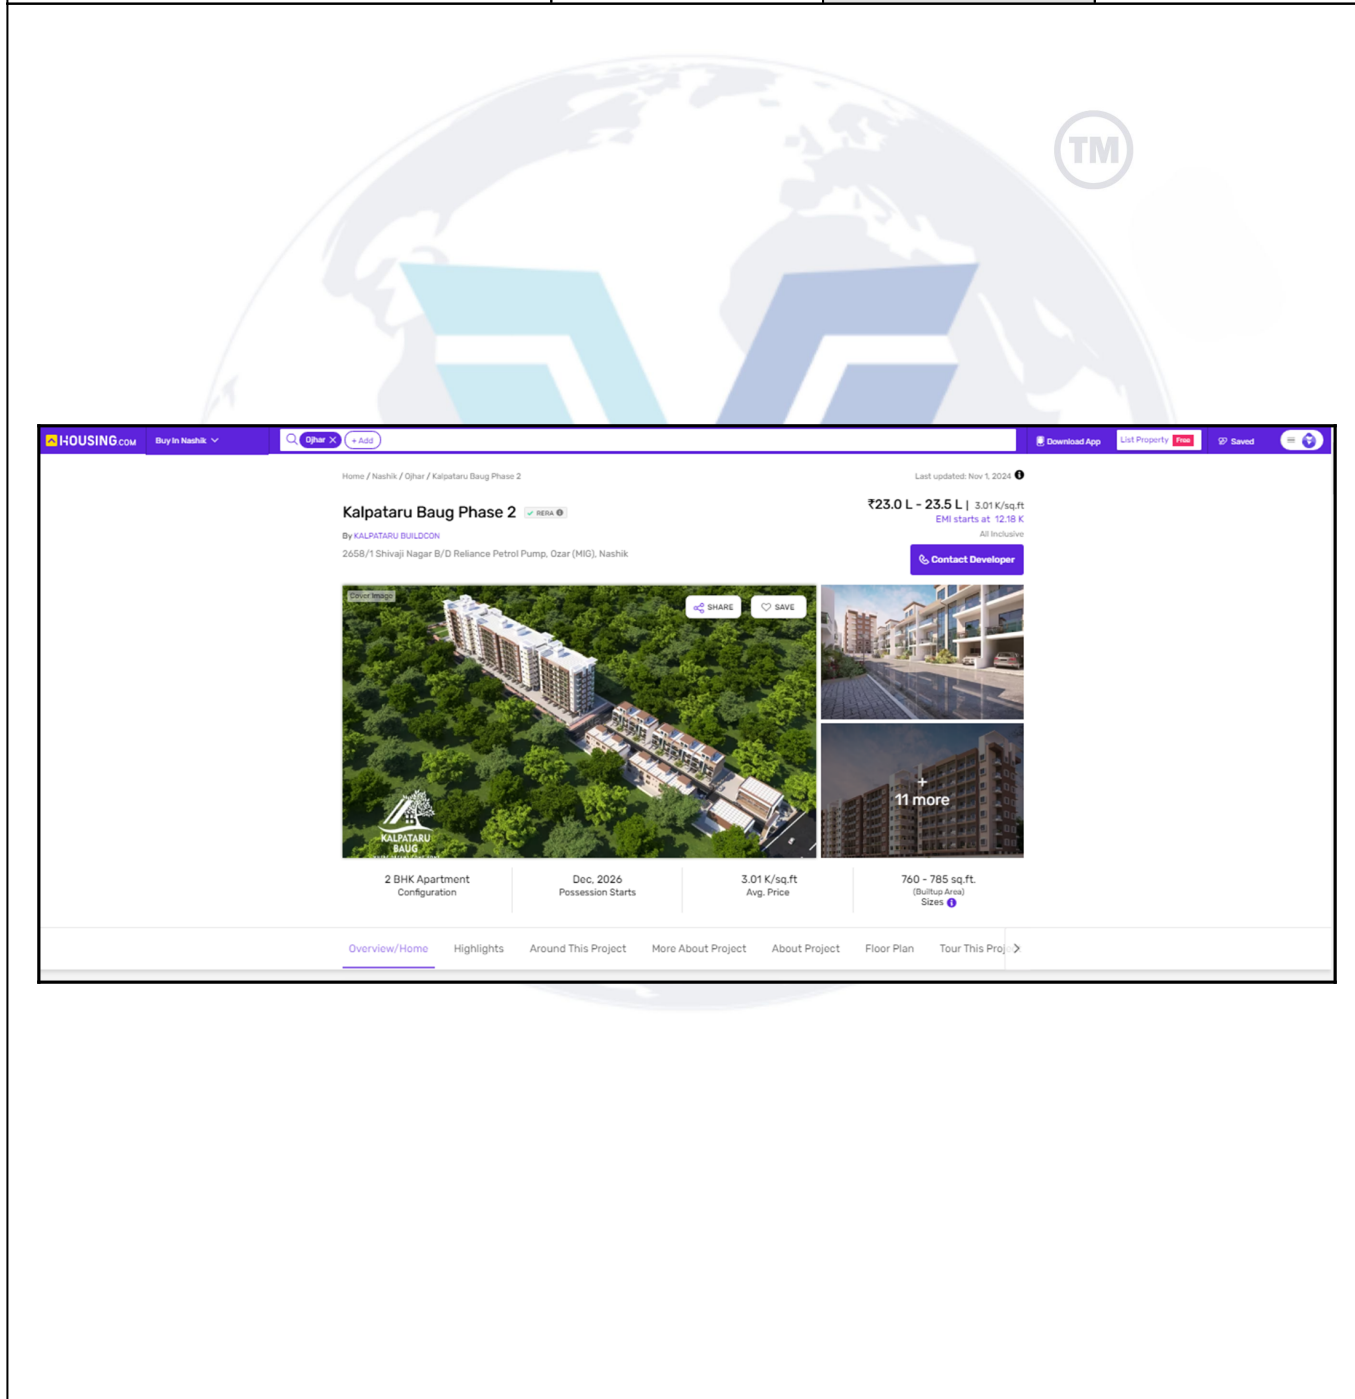 TM
HOUSING.COM
Buy In Nashik
Ojhar
+ Add
Download App
List Property Free
Saved
Home / Nashik / Ojhar / Kalpataru Baug Phase 2
Last updated: Nov 1, 2024
Kalpataru Baug Phase 2
RERA
₹23.0 L - 23.5 L | 3.01 K/sq.ft
EMI starts at 12.18 K
By KALPATARU BUILDCON
All Inclusive
2658/1 Shivaji Nagar B/D Reliance Petrol Pump, Ozar (MIG), Nashik
Contact Developer
Cover Image
SHARE
SAVE
+
11 more
KALPATARU
BAUG
2 BHK Apartment
Configuration
Dec, 2026
Possession Starts
3.01 K/sq.ft
Avg. Price
760 - 785 sq.ft.
(Builtup Area)
Sizes
Overview/Home
Highlights
Around This Project
More About Project
About Project
Floor Plan
Tour This Proj